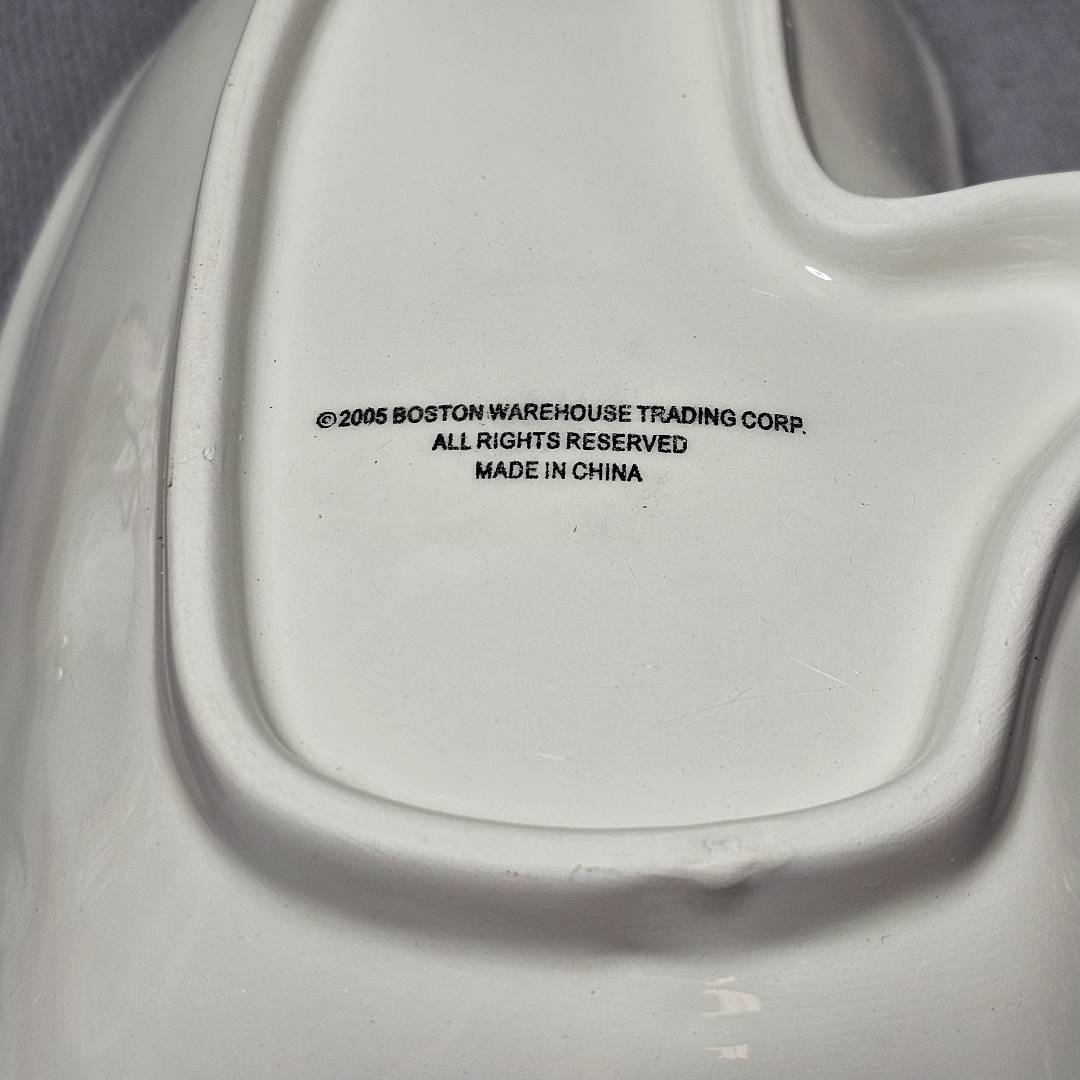 ©2005 BOSTON WAREHOUSE TRADING CORP.
ALL RIGHTS RESERVED
MADE IN CHINA